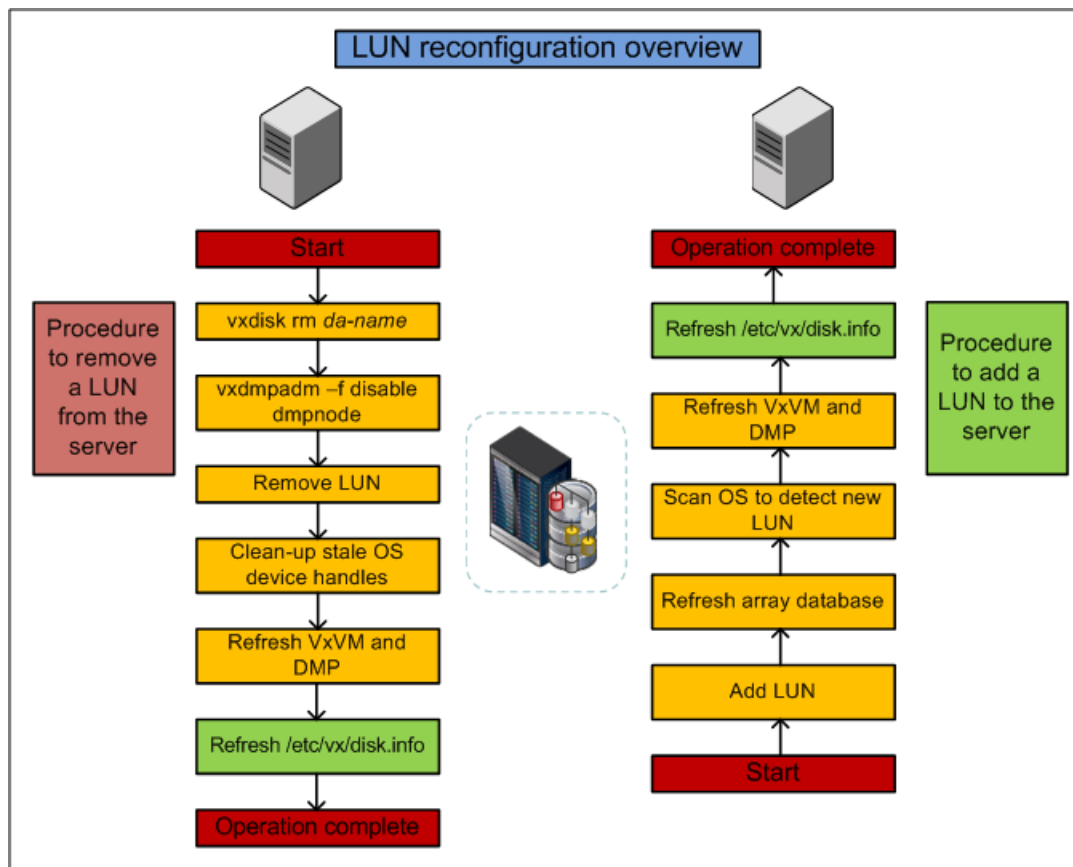 LUN reconfiguration overview
Procedure
to remove
a LUN
from the
server
Start
vxdisk rm da-name
vxdmpadm –f disable
dmpnode
Remove LUN
Clean-up stale OS
device handles
Refresh VxVM and
DMP
Refresh /etc/vx/disk.info
Operation complete
Operation complete
Refresh /etc/vx/disk.info
Refresh VxVM and
DMP
Scan OS to detect new
LUN
Refresh array database
Add LUN
Start
Procedure
to add a
LUN to the
server